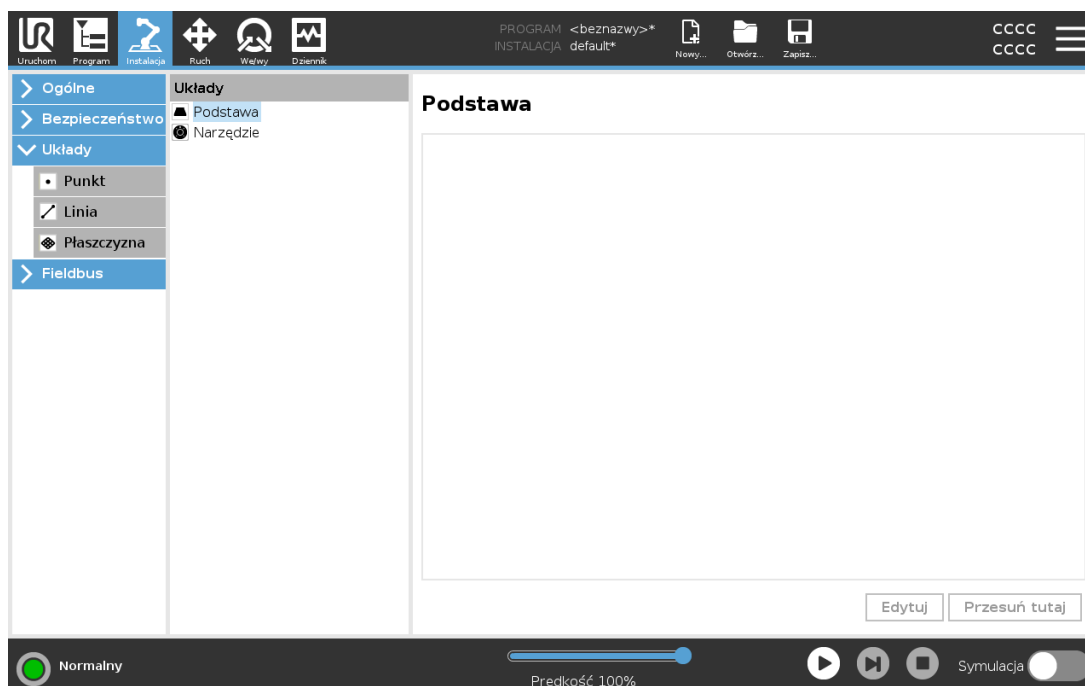 PROGRAM <beznazwy>*
INSTALACJA default*
UR
Uruchom
Program
Instalacja
Ruch
We/wy
Dziennik
Nowy...
Otwórz...
Zapisz...
cccc
cccc
Ogólne
Bezpieczeństwo
Układy
Punkt
Linia
Płaszczyzna
Fieldbus
Układy
Podstawa
Narzędzie
Podstawa
Edytuj
Przesuń tutaj
Normalny
Prędkość 100%
Symulacja